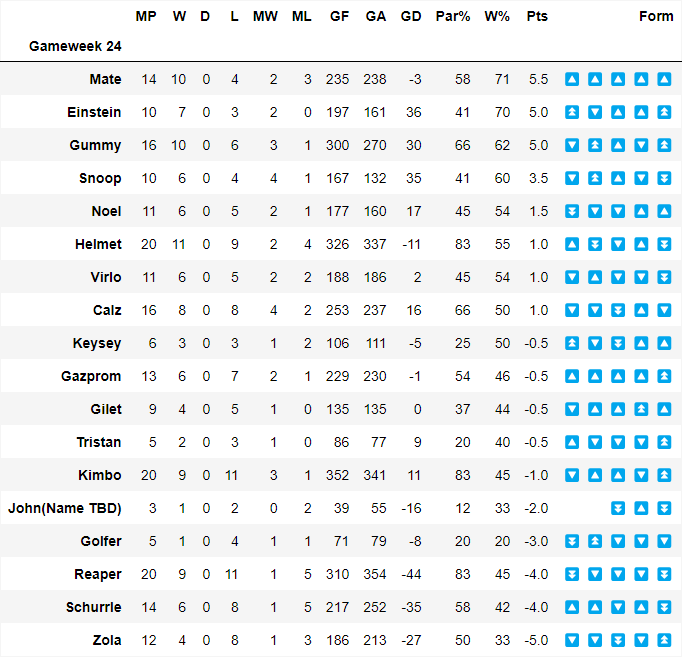 MP W D L MW ML GF GA GD Par% W% Pts Form
Gameweek 24
Mate 14 10 0 4 2 3 235 238 -3 58 71 5.5 🔼 🔼 🔼 🔼 🔼
Einstein 10 7 0 3 2 0 197 161 36 41 70 5.0 ⏫ 🔽 🔼 🔼 ⏫
Gummy 16 10 0 6 3 1 300 270 30 66 62 5.0 🔽 ⏫ 🔼 🔽 ⏫
Snoop 10 6 0 4 4 1 167 132 35 41 60 3.5 🔽 ⏫ 🔼 🔽 ⏬
Noel 11 6 0 5 2 1 177 160 17 45 54 1.5 ⏬ 🔽 🔽 🔼 🔼
Helmet 20 11 0 9 2 4 326 337 -11 83 55 1.0 🔼 ⏬ 🔽 🔼 ⏬
Virlo 11 6 0 5 2 2 188 186 2 45 54 1.0 🔽 🔼 🔽 🔽 ⏬
Calz 16 8 0 8 4 2 253 237 16 66 50 1.0 🔽 🔽 ⏬ 🔼 🔽
Keysey 6 3 0 3 1 2 106 111 -5 25 50 -0.5 ⏫ 🔽 ⏬ 🔼 🔼
Gazprom 13 6 0 7 2 1 229 230 -1 54 46 -0.5 🔼 🔼 🔼 🔼 ⏫
Gilet 9 4 0 5 1 0 135 135 0 37 44 -0.5 🔽 🔼 🔼 ⏫ 🔼
Tristan 5 2 0 3 1 0 86 77 9 20 40 -0.5 🔼 🔽 🔽 🔽 ⏫
Kimbo 20 9 0 11 3 1 352 341 11 83 45 -1.0 🔽 🔼 🔼 🔽 ⏫
John(Name TBD) 3 1 0 2 0 2 39 55 -16 12 33 -2.0 ⏬ 🔼 ⏬
Golfer 5 1 0 4 1 1 71 79 -8 20 20 -3.0 ⏬ ⏫ 🔽 🔽 🔽
Reaper 20 9 0 11 1 5 310 354 -44 83 45 -4.0 ⏬ 🔽 🔽 🔽 ⏬
Schurrle 14 6 0 8 1 5 217 252 -35 58 42 -4.0 🔼 🔼 🔽 🔼 ⏬
Zola 12 4 0 8 1 3 186 213 -27 50 33 -5.0 🔽 🔽 ⏬ 🔽 ⏫